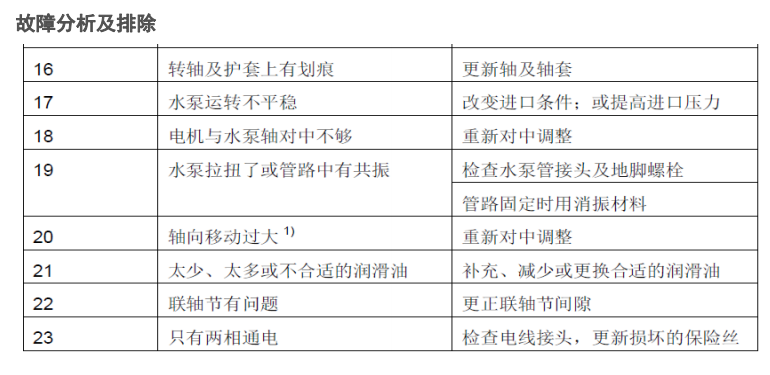 故障分析及排除
16 转轴及护套上有划痕 更新轴及轴套
17 水泵运转不平稳 改变进口条件；或提高进口压力
18 电机与水泵轴对中不够 重新对中调整
19 水泵拉扭了或管路中有共振 检查水泵管接头及地脚螺栓
管路固定时用消振材料
20 轴向移动过大 1) 重新对中调整
21 太少、太多或不合适的润滑油 补充、减少或更换合适的润滑油
22 联轴节有问题 更正联轴节间隙
23 只有两相通电 检查电线接头，更新损坏的保险丝